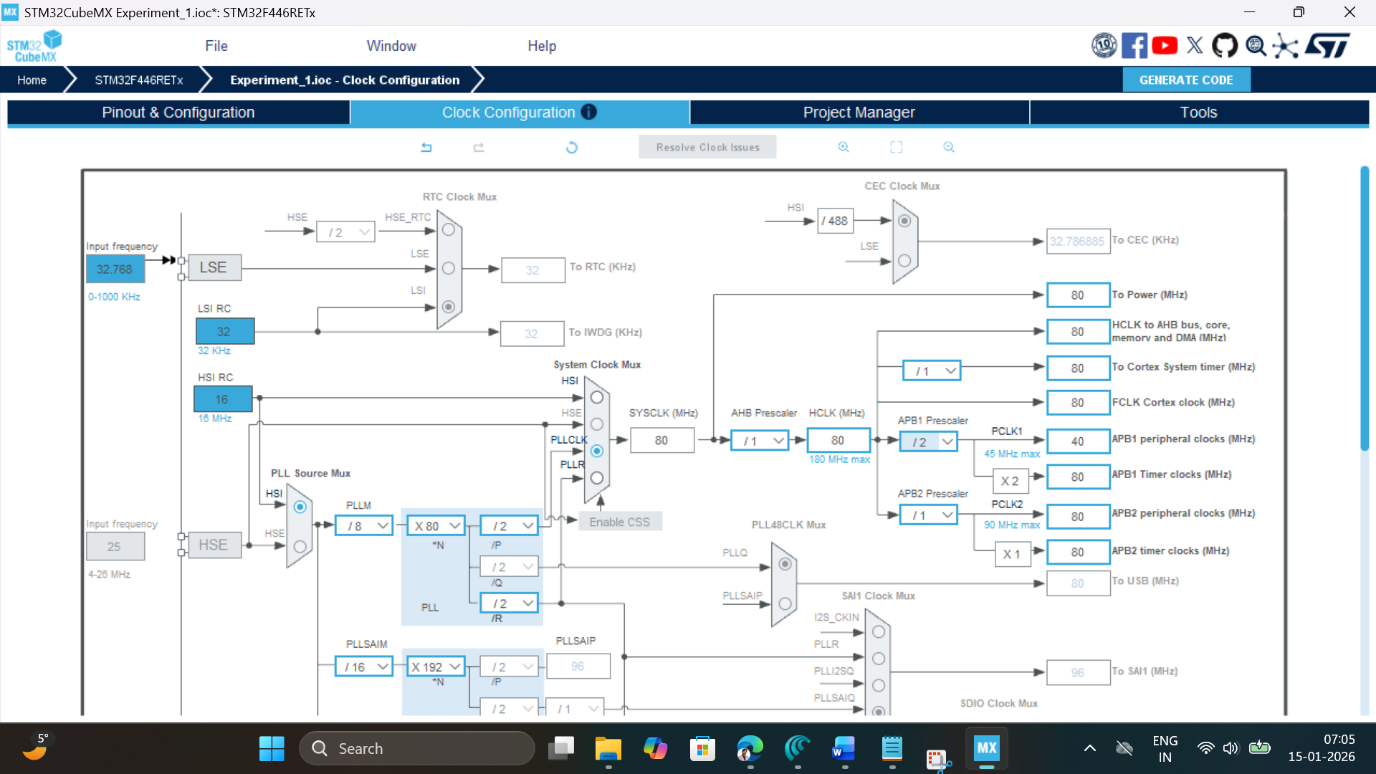 MX STM32CubeMX Experiment_1.ioc*: STM32F446RETx
STM32
CubeMX
File Window Help
10
Home STM32F446RETx Experiment_1.ioc - Clock Configuration GENERATE CODE
Pinout & Configuration Clock Configuration Project Manager Tools
Resolve Clock Issues
RTC Clock Mux
CEC Clock Mux
HSE / 2 HSE_RTC
HSI / 488
Input frequency
LSE
LSE
32.786885 To CEC (KHz)
32.768 LSE 32 To RTC (KHz)
0-1000 KHz
LSI
80 To Power (MHz)
LSI RC
32 32 To IWDG (KHz)
32 KHz
80 HCLK to AHB bus, core,
memory and DMA (MHz)
System Clock Mux
/ 1 80 To Cortex System timer (MHz)
HSI RC
HSI
16
16 MHz
80 FCLK Cortex clock (MHz)
HSE SYSCLK (MHz) AHB Prescaler HCLK (MHz) APB1 Prescaler
PLLCLK 80 / 1 80 / 2 PCLK1 40 APB1 peripheral clocks (MHz)
180 MHz max 45 MHz max
PLLR
PLL Source Mux
X 2 80 APB1 Timer clocks (MHz)
HSI
APB2 Prescaler PCLK2
PLLM
/ 1 80 APB2 peripheral clocks (MHz)
90 MHz max
Input frequency
/ 8 X 80 / 2 Enable CSS PLL48CLK Mux
HSE *N /P
25 HSE X 1 80 APB2 timer clocks (MHz)
4-26 MHz
/ 2 PLLQ
/Q
80 To USB (MHz)
PLL / 2 PLLSAIP SAI1 Clock Mux
/R
I2S_CKIN
PLLSAIM PLLSAIP PLLR
/ 16 X 192 / 2 96 PLLI2SQ 96 To SAI1 (MHz)
*N /P
PLLSAIQ SDIO Clock Mux
/ 2 / 1
5° Search MX ENG
IN 07:05
15-01-2026